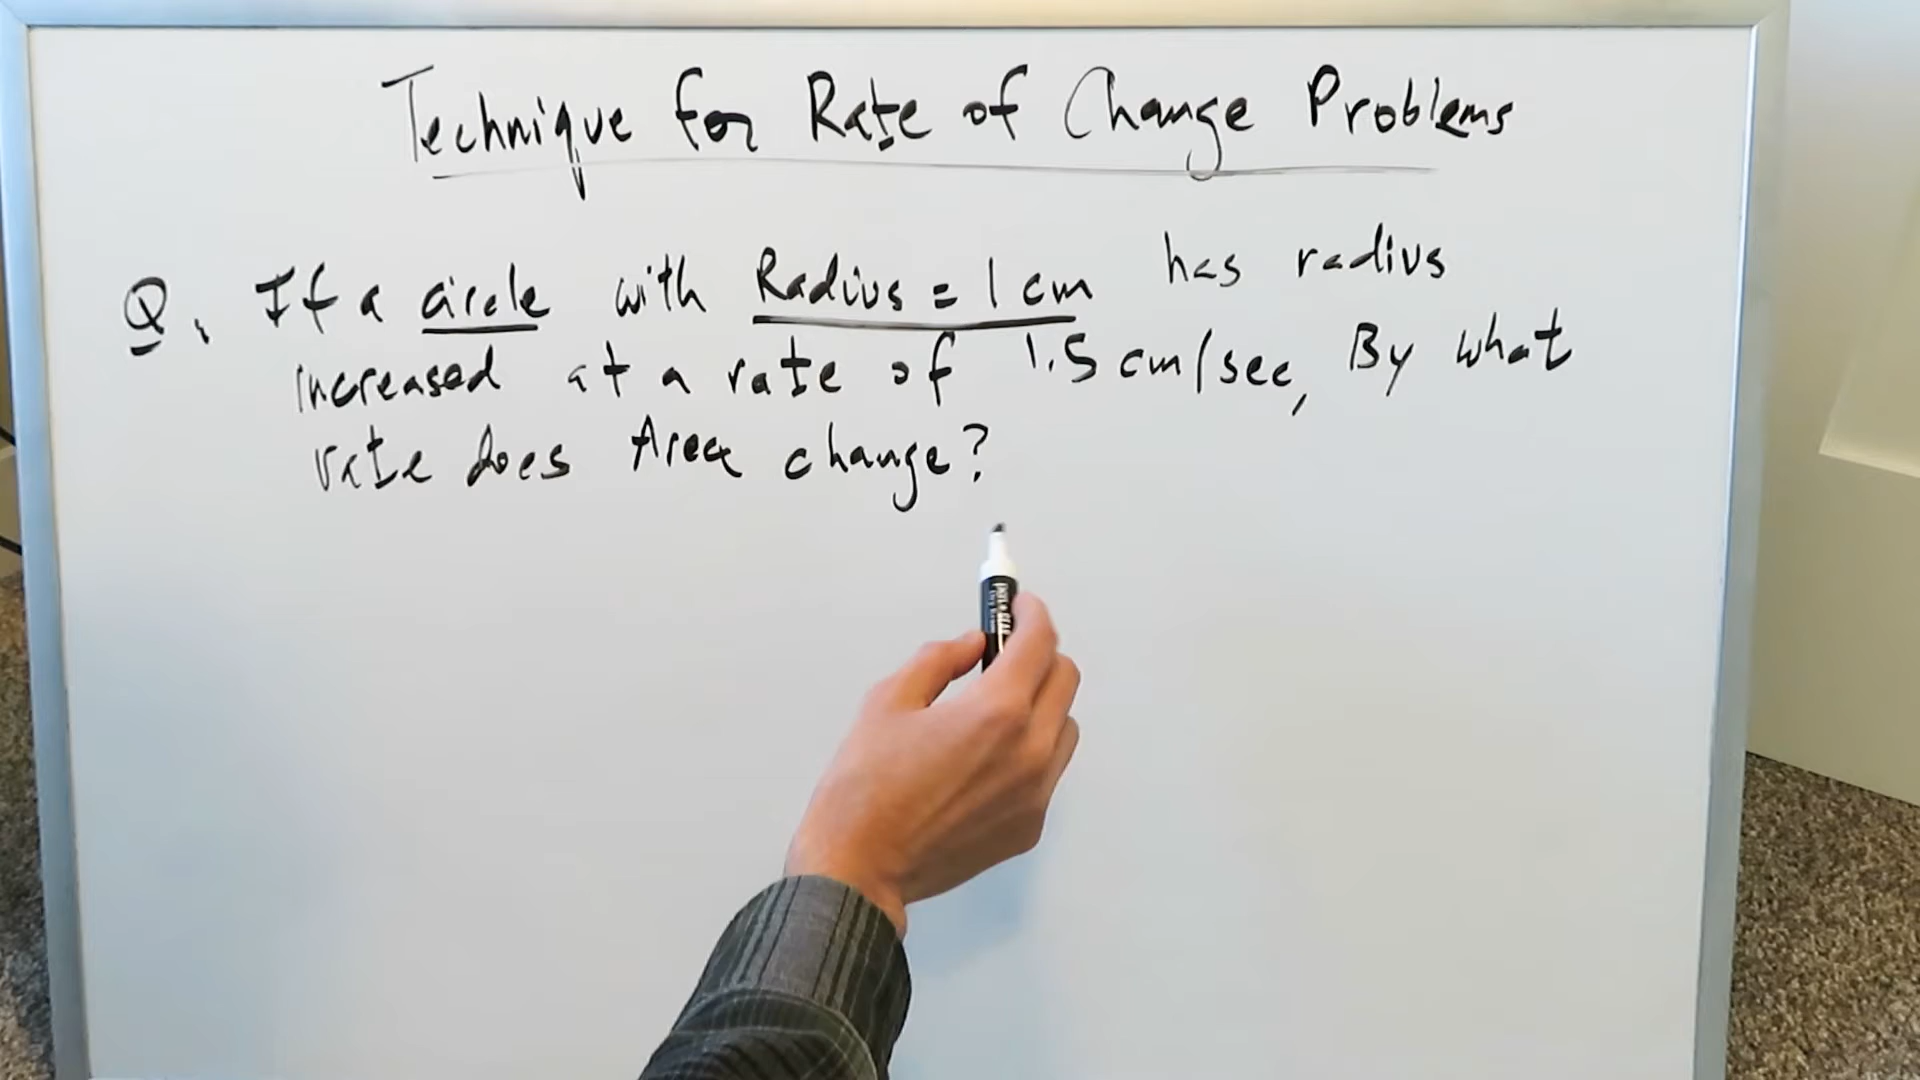 Technique for Rate of Change Problems
Q. If a circle with Radius = 1 cm has radius
increased at a rate of 1.5 cm/sec, By what
rate does Area change?